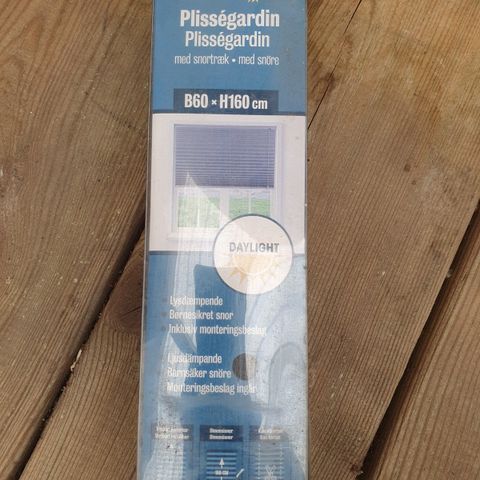 Plisségardin
Plisségardin
med snortræk • med snöre
B60 × H160 cm
DAYLIGHT
Lysdæmpende
• Børnesikret snor
• Inklusiv monteringsbeslag
Ljusdämpande
Barnsäker snöre
Monteringsbeslag ingår
Dimensioner